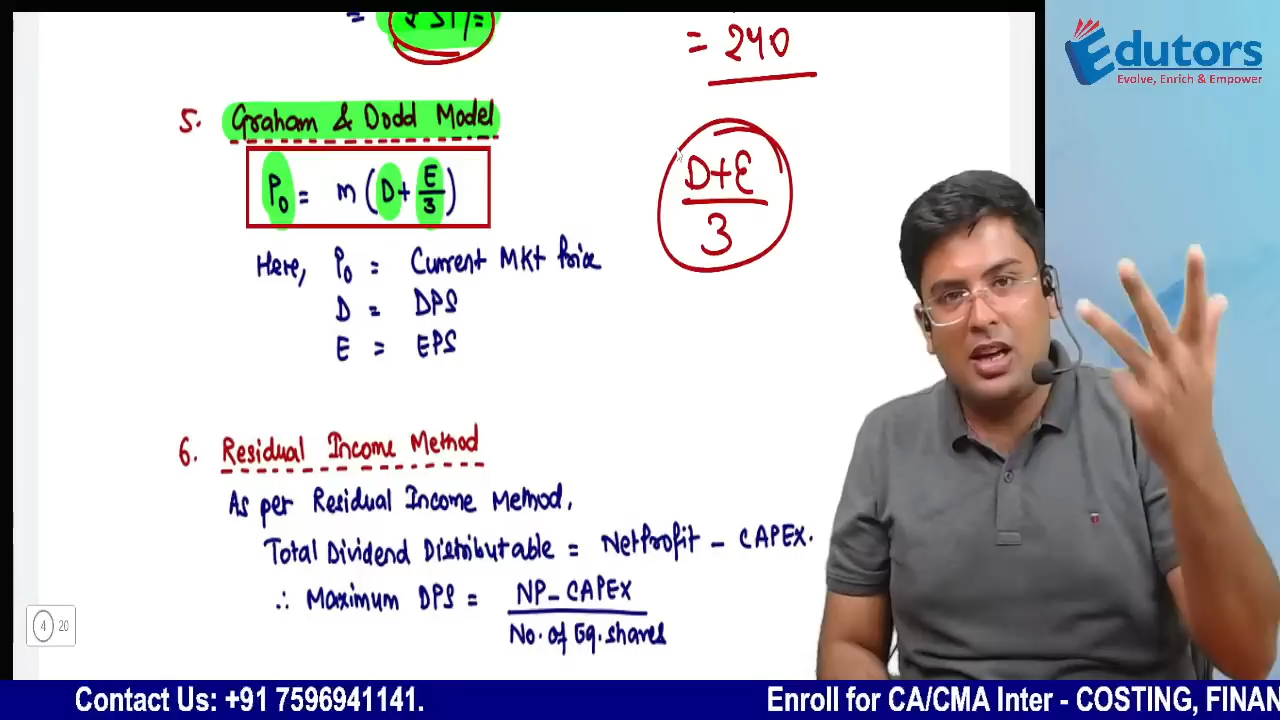 =
= 240
Edutors
Evolve, Enrich & Empower
5. Graham & Dodd Model
P₀ = m (D + E/3)
D+E
3
Here, P₀ = Current Mkt Price
D = DPS
E = EPS
6. Residual Income Method
As per Residual Income Method,
Total Dividend Distributable = Net Profit - CAPEX.
∴ Maximum DPS = NP - CAPEX
No. of Eq. shares
4 20
Contact Us: +91 7596941141.
Enroll for CA/CMA Inter - COSTING, FINAN